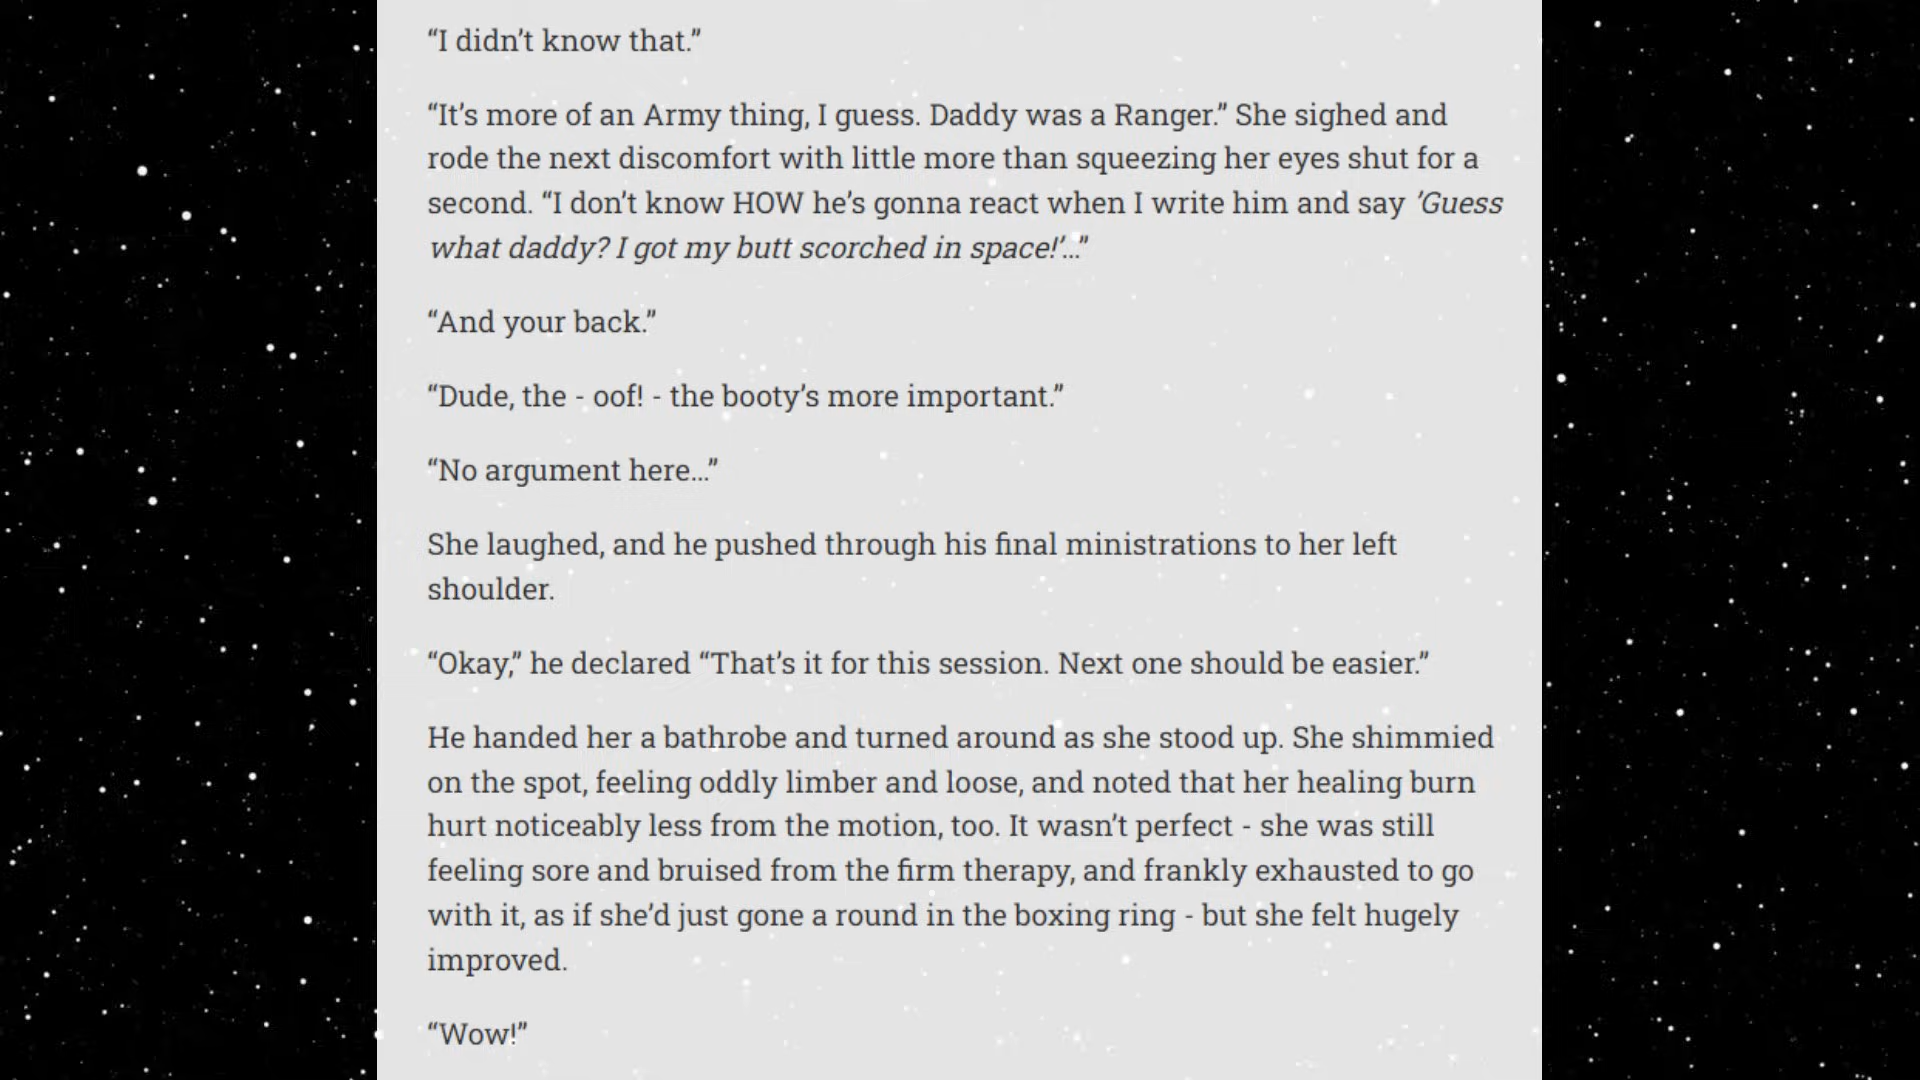 “I didn’t know that.”
“It’s more of an Army thing, I guess. Daddy was a Ranger.” She sighed and
rode the next discomfort with little more than squeezing her eyes shut for a
second. “I don’t know HOW he’s gonna react when I write him and say ’Guess
what daddy? I got my butt scorched in space!’...”
“And your back.”
“Dude, the - oof! - the booty’s more important.”
“No argument here...”
She laughed, and he pushed through his final ministrations to her left
shoulder.
“Okay,” he declared “That’s it for this session. Next one should be easier.”
He handed her a bathrobe and turned around as she stood up. She shimmied
on the spot, feeling oddly limber and loose, and noted that her healing burn
hurt noticeably less from the motion, too. It wasn’t perfect - she was still
feeling sore and bruised from the firm therapy, and frankly exhausted to go
with it, as if she’d just gone a round in the boxing ring - but she felt hugely
improved.
“Wow!”